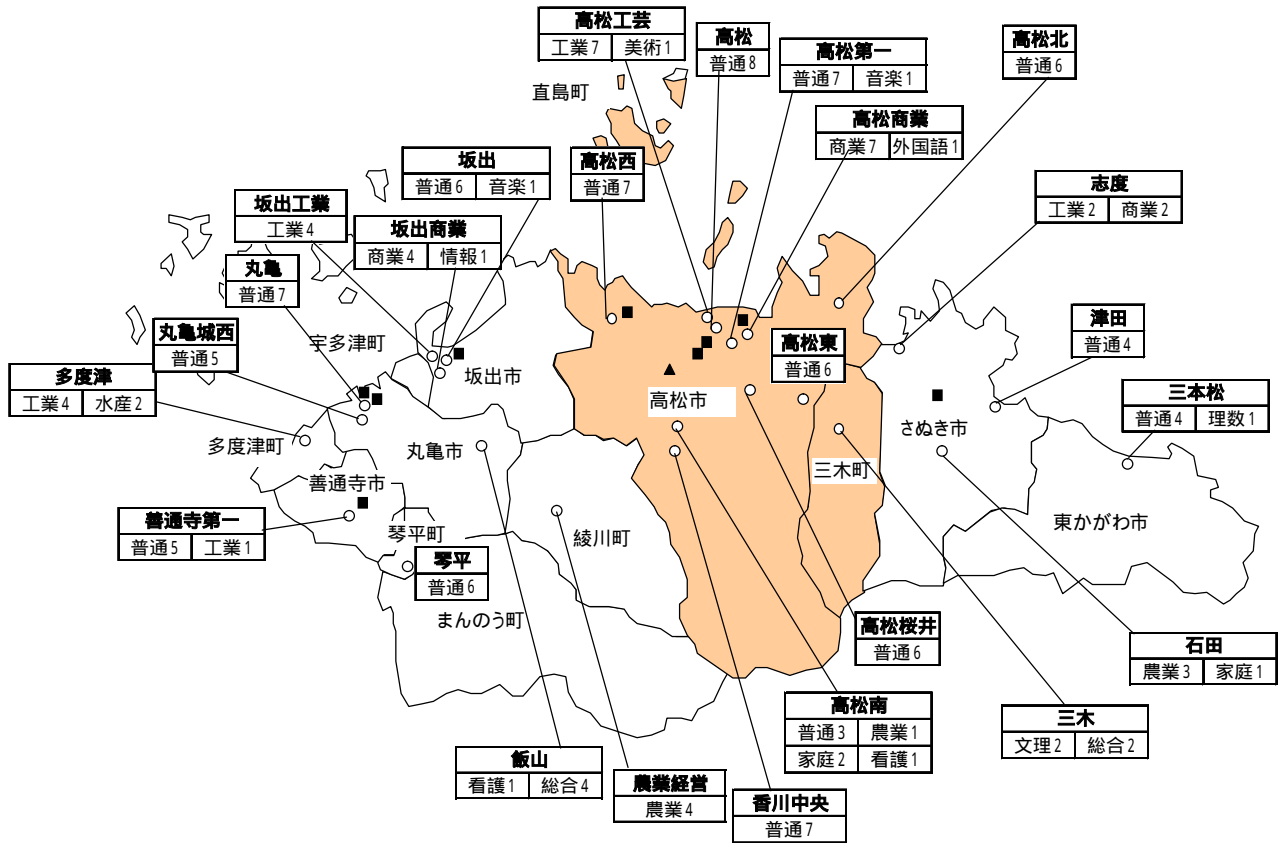 高松工芸
工業7 美術1
高松
普通8
高松第一
普通7 音楽1
高松北
普通6
直島町
高松商業
商業7 外国語1
坂出
普通6 音楽1
高松西
普通7
志度
工業2 商業2
坂出工業
工業4
坂出商業
商業4 情報1
丸亀
普通7
津田
普通4
丸亀城西
普通5
宇多津町
高松東
普通6
多度津
工業4 水産2
坂出市
三本松
普通4 理数1
高松市
さぬき市
多度津町
丸亀市
三木町
善通寺市
善通寺第一
普通5 工業1
琴平町
綾川町
東かがわ市
琴平
普通6
まんのう町
高松桜井
普通6
石田
農業3 家庭1
高松南
普通3 農業1
家庭2 看護1
三木
文理2 総合2
飯山
看護1 総合4
農業経営
農業4
香川中央
普通7